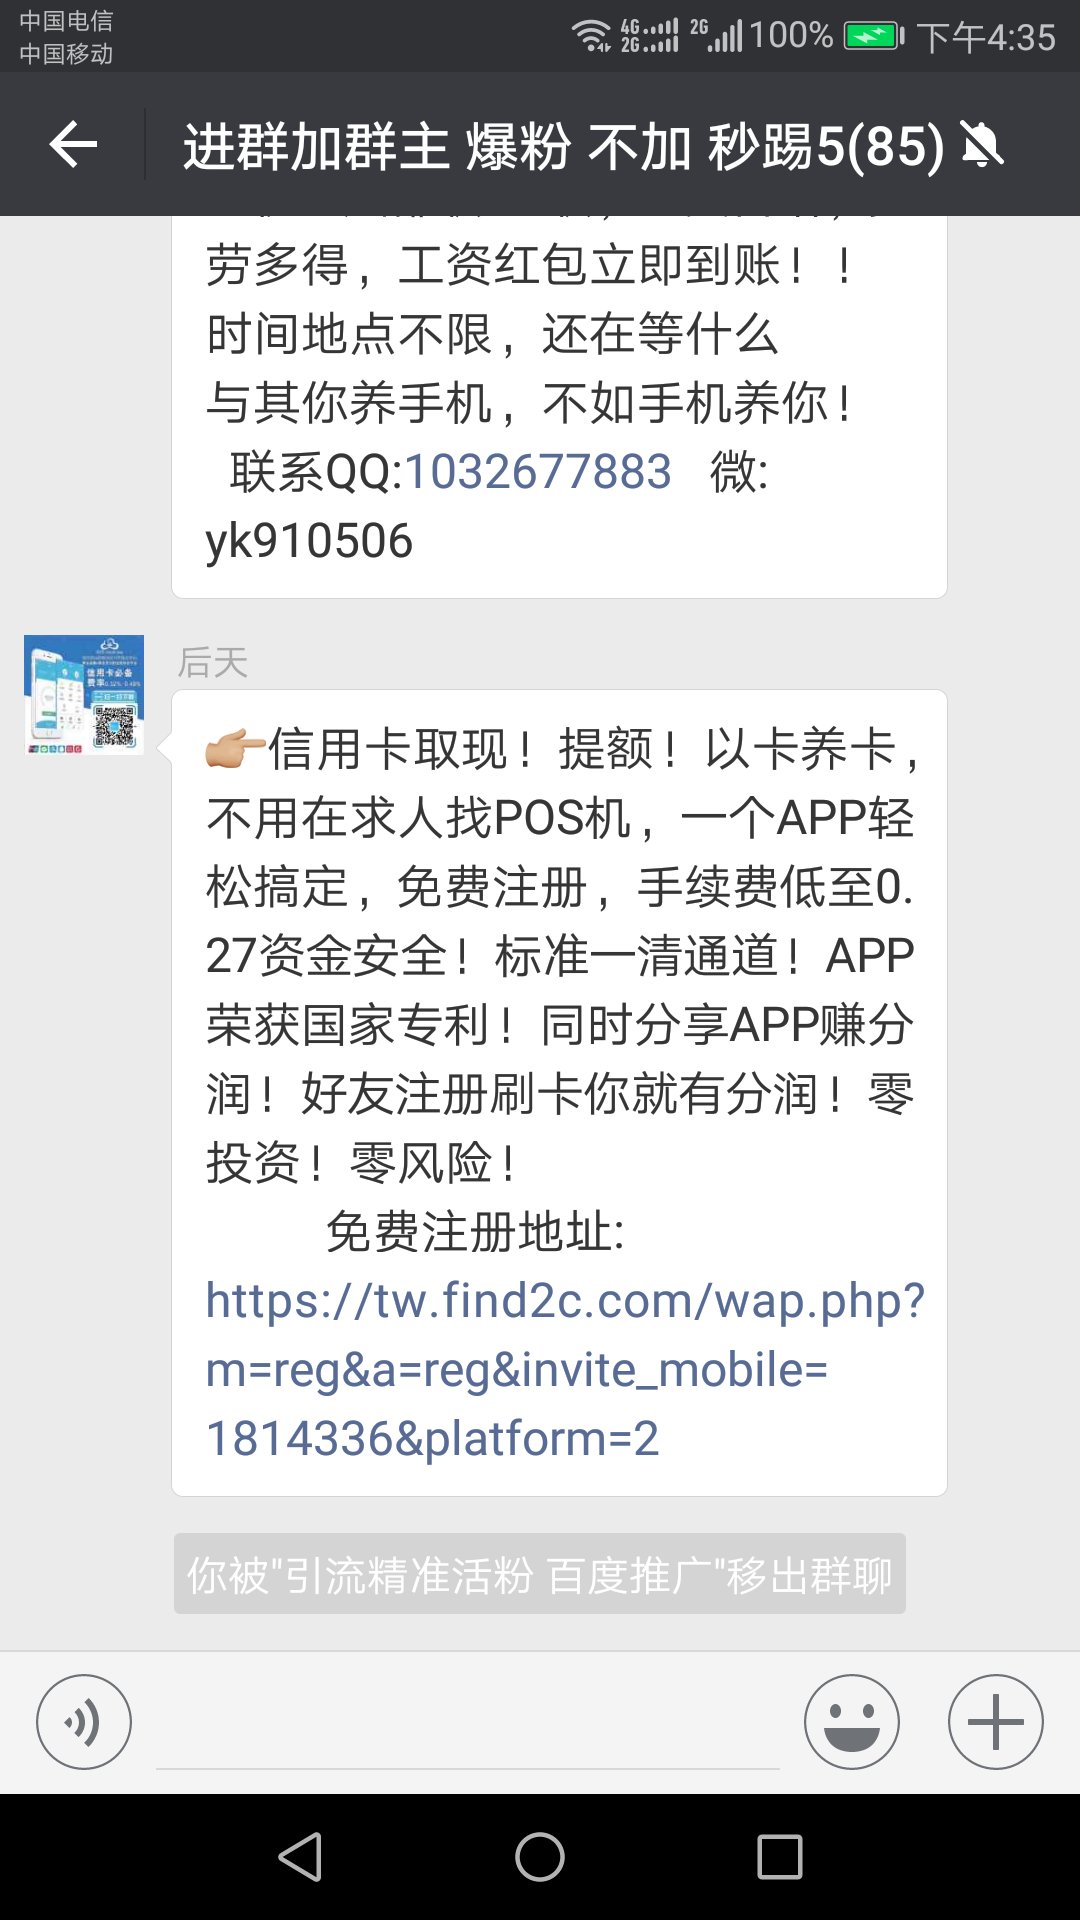 中国电信
中国移动
4G
2G
2G
100%
下午4:35
进群加群主 爆粉 不加 秒踢5(85)
劳多得，工资红包立即到账！！
时间地点不限，还在等什么
与其你养手机，不如手机养你！
联系QQ:1032677883 微:
yk910506
后天
信用卡必备
👉信用卡取现！提额！以卡养卡，
不用在求人找POS机，一个APP轻
松搞定，免费注册，手续费低至0.
27资金安全！标准一清通道！APP
荣获国家专利！同时分享APP赚分
润！好友注册刷卡你就有分润！零
投资！零风险！
免费注册地址:
https://tw.find2c.com/wap.php?
m=reg&a=reg&invite_mobile=
1814336&platform=2
你被"引流精准活粉 百度推广"移出群聊